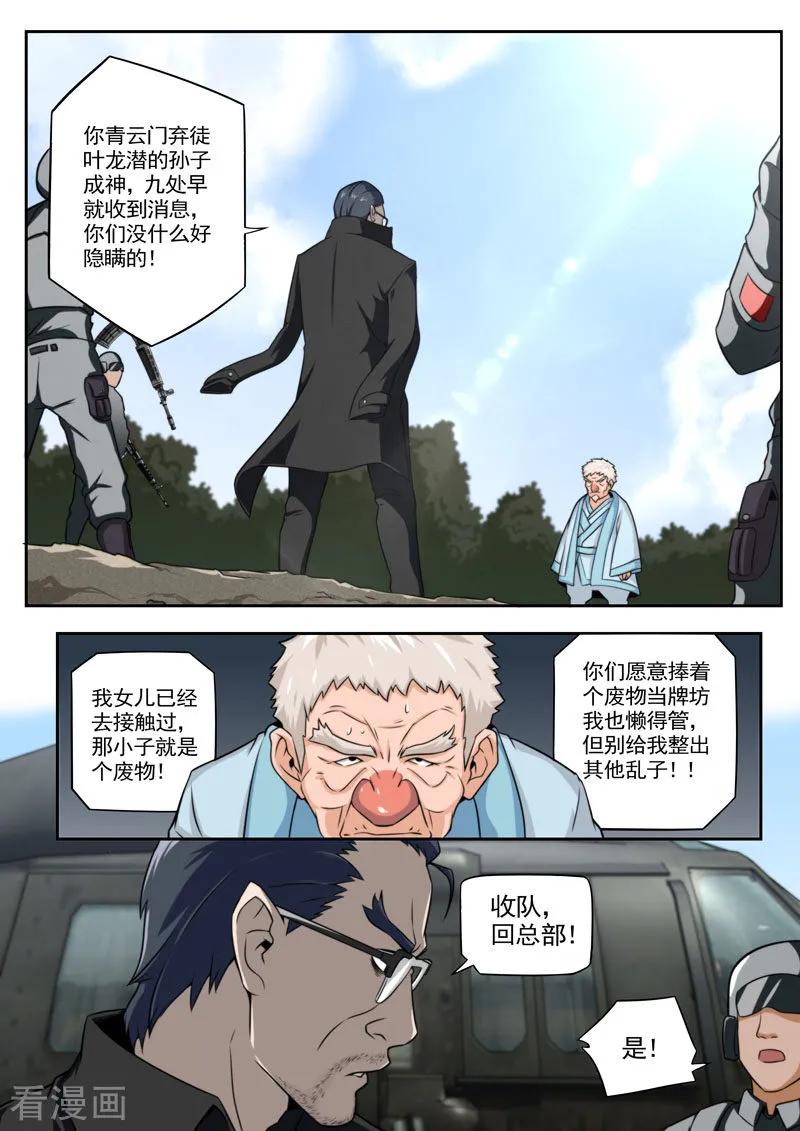 你青云门弃徒
叶龙潜的孙子
成神，九处早
就收到消息，
你们没什么好
隐瞒的！
我女儿已经
去接触过，
那小子就是
个废物！
你们愿意捧着
个废物当牌坊
我也懒得管，
但别给我整出
其他乱子！！
收队，
回总部！
是！
看漫画